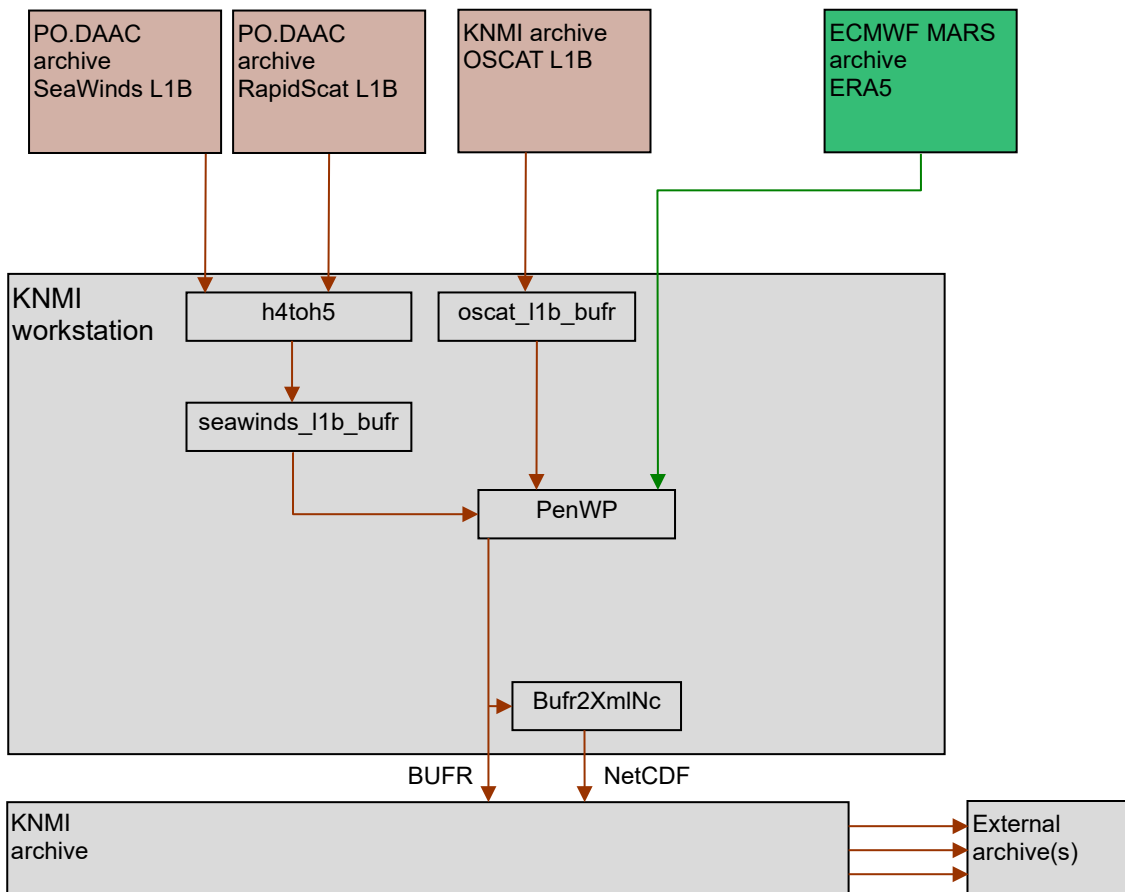 PO.DAAC
archive
SeaWinds L1B
PO.DAAC
archive
RapidScat L1B
KNMI archive
OSCAT L1B
ECMWF MARS
archive
ERA5
KNMI
workstation
h4toh5
oscat_l1b_bufr
seawinds_l1b_bufr
PenWP
Bufr2XmlNc
BUFR
NetCDF
KNMI
archive
External
archive(s)